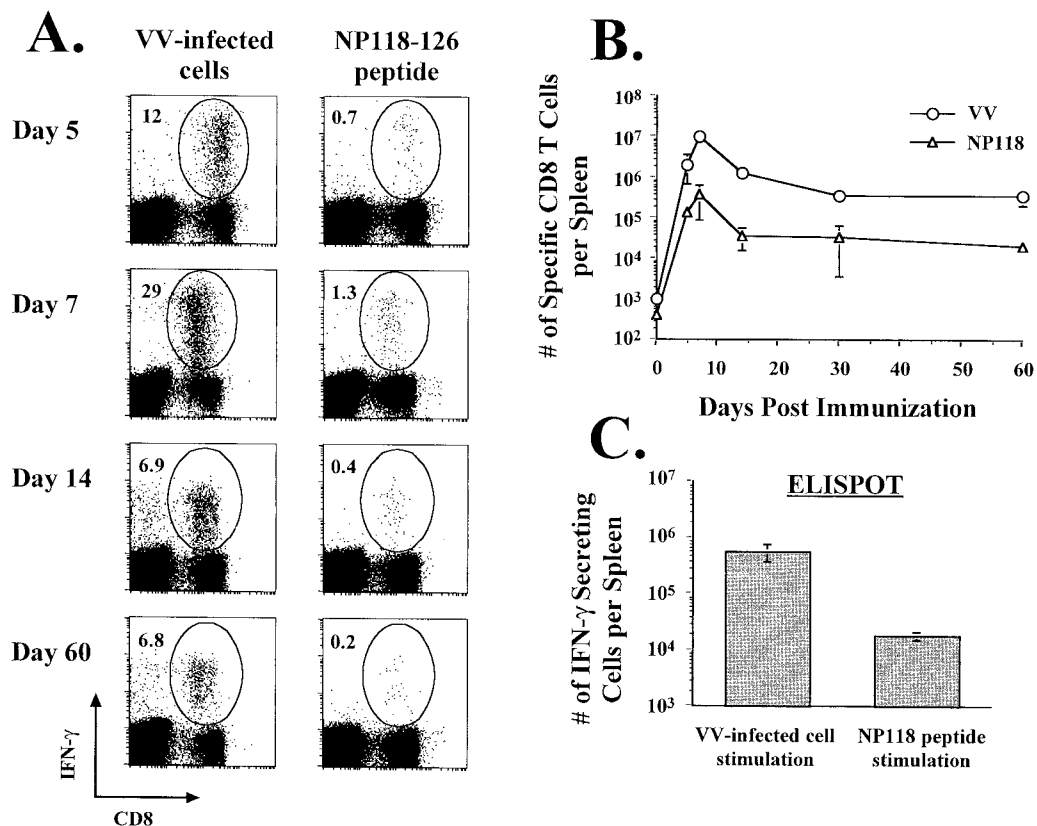 A.
VV-infected
cells
NP118-126
peptide
Day 5
12
0.7
Day 7
29
1.3
Day 14
6.9
0.4
Day 60
6.8
0.2
IFN-γ
CD8
B.
# of Specific CD8 T Cells
per Spleen
10⁸
10⁷
10⁶
10⁵
10⁴
10³
10²
VV
NP118
0 10 20 30 40 50 60
Days Post Immunization
C.
ELISPOT
# of IFN-γ Secreting
Cells per Spleen
10⁷
10⁶
10⁵
10⁴
10³
VV-infected cell
stimulation
NP118 peptide
stimulation